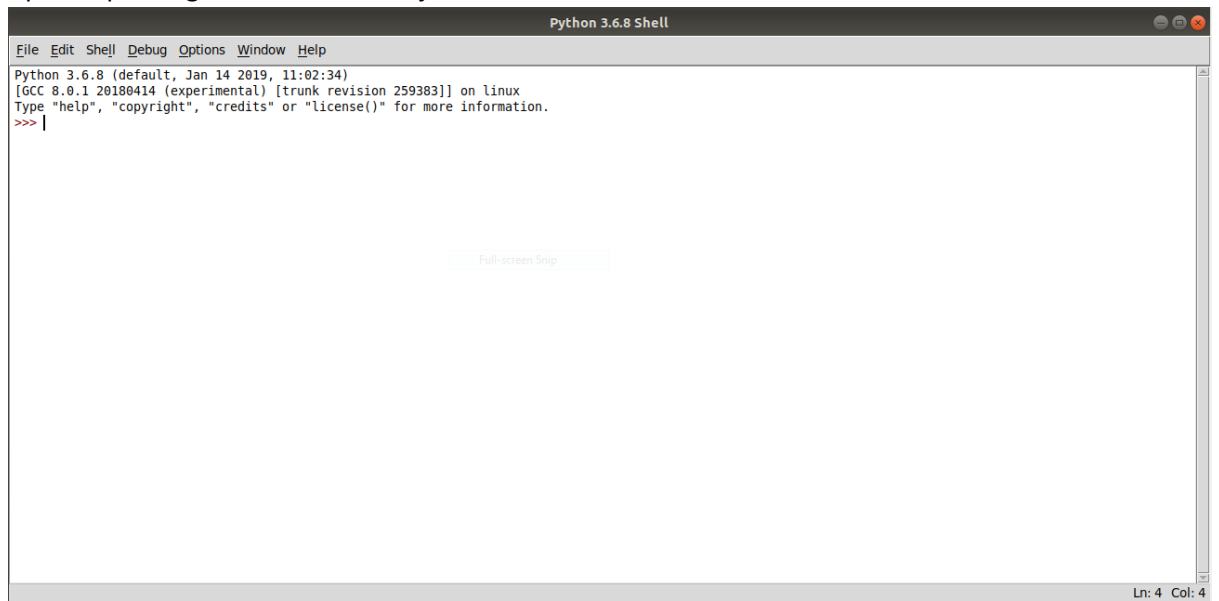 Python 3.6.8 Shell
File Edit Shell Debug Options Window Help
Python 3.6.8 (default, Jan 14 2019, 11:02:34)
[GCC 8.0.1 20180414 (experimental) [trunk revision 259383]] on linux
Type "help", "copyright", "credits" or "license()" for more information.
>>>
Full-screen Snip
Ln: 4 Col: 4